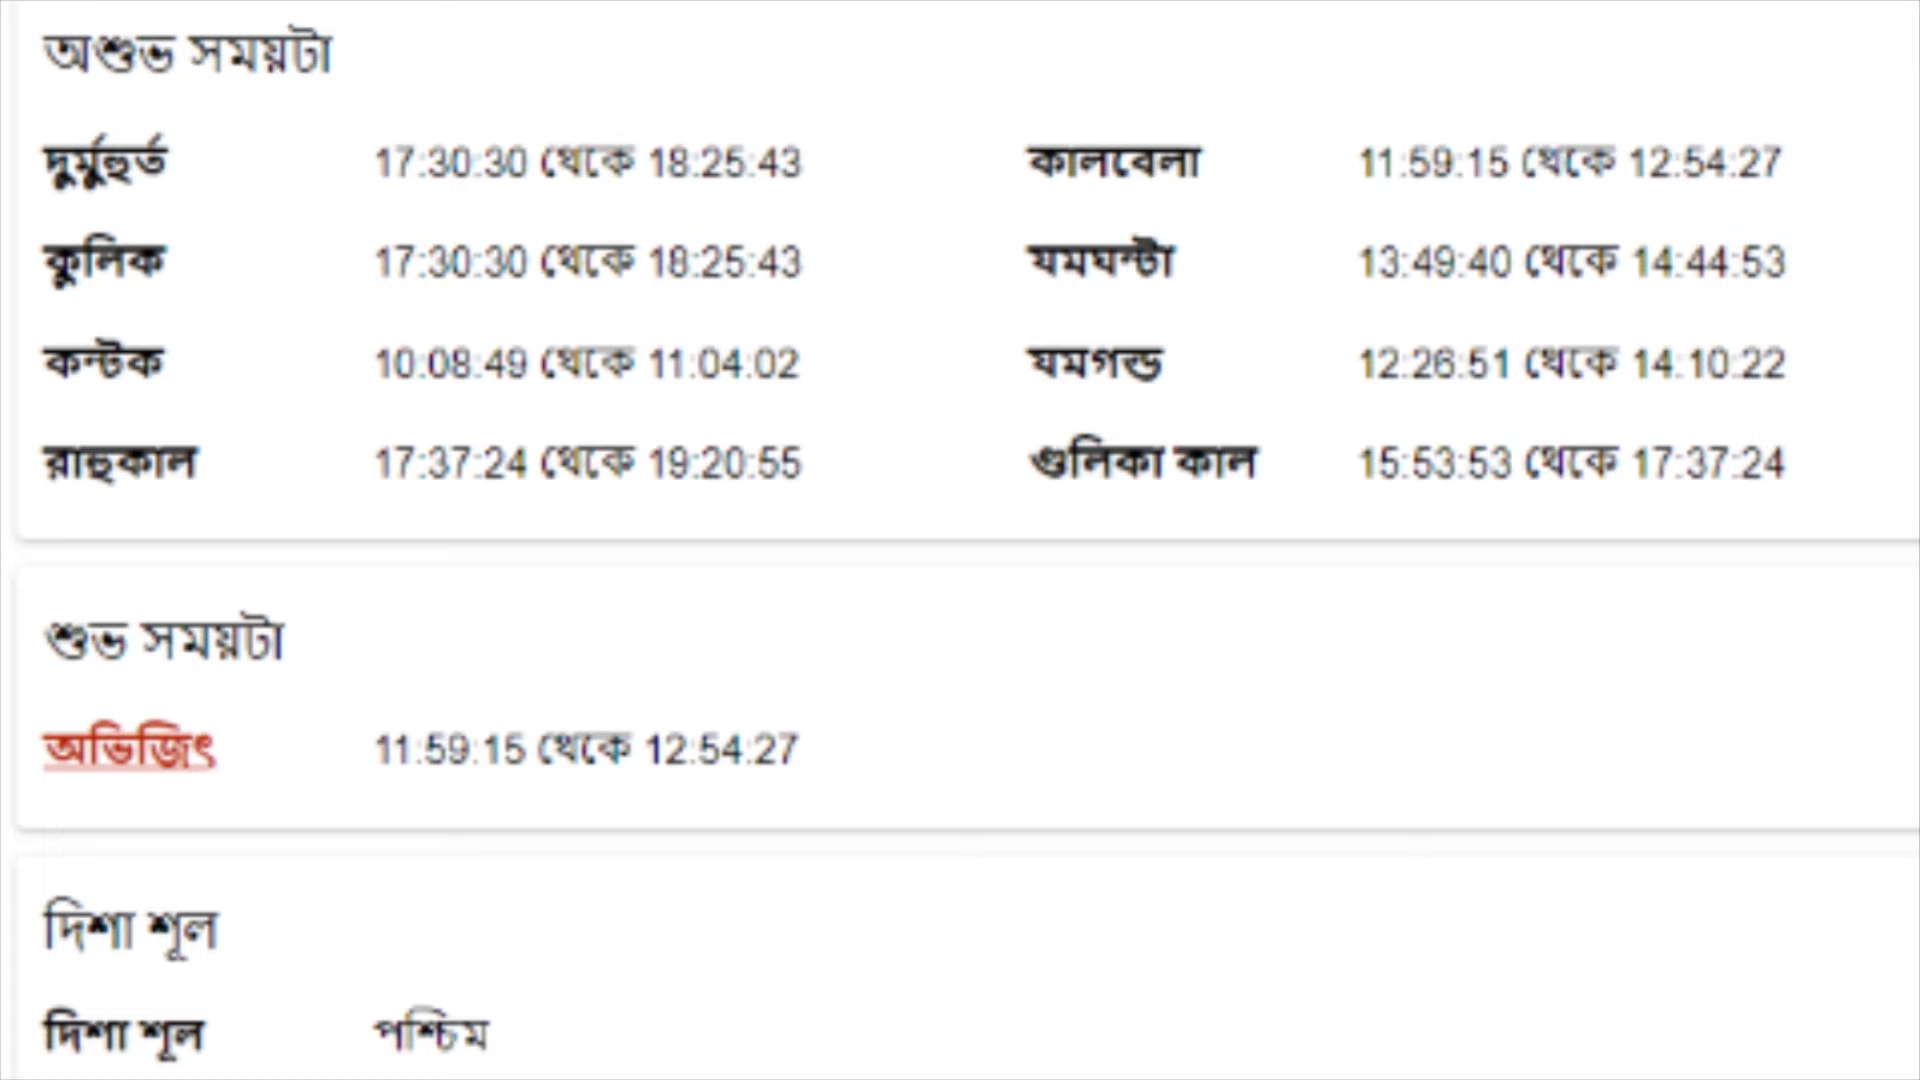 অশুভ সময়টা
দুর্মুহুর্ত 17:30:30 থেকে 18:25:43 কালবেলা 11:59:15 থেকে 12:54:27
কুলিক 17:30:30 থেকে 18:25:43 যমঘন্টা 13:49:40 থেকে 14:44:53
কন্টক 10:08:49 থেকে 11:04:02 যমগন্ড 12:26:51 থেকে 14:10:22
রাহুকাল 17:37:24 থেকে 19:20:55 গুলিকা কাল 15:53:53 থেকে 17:37:24
শুভ সময়টা
অভিজিৎ 11:59:15 থেকে 12:54:27
দিশা শূল
দিশা শূল পশ্চিম